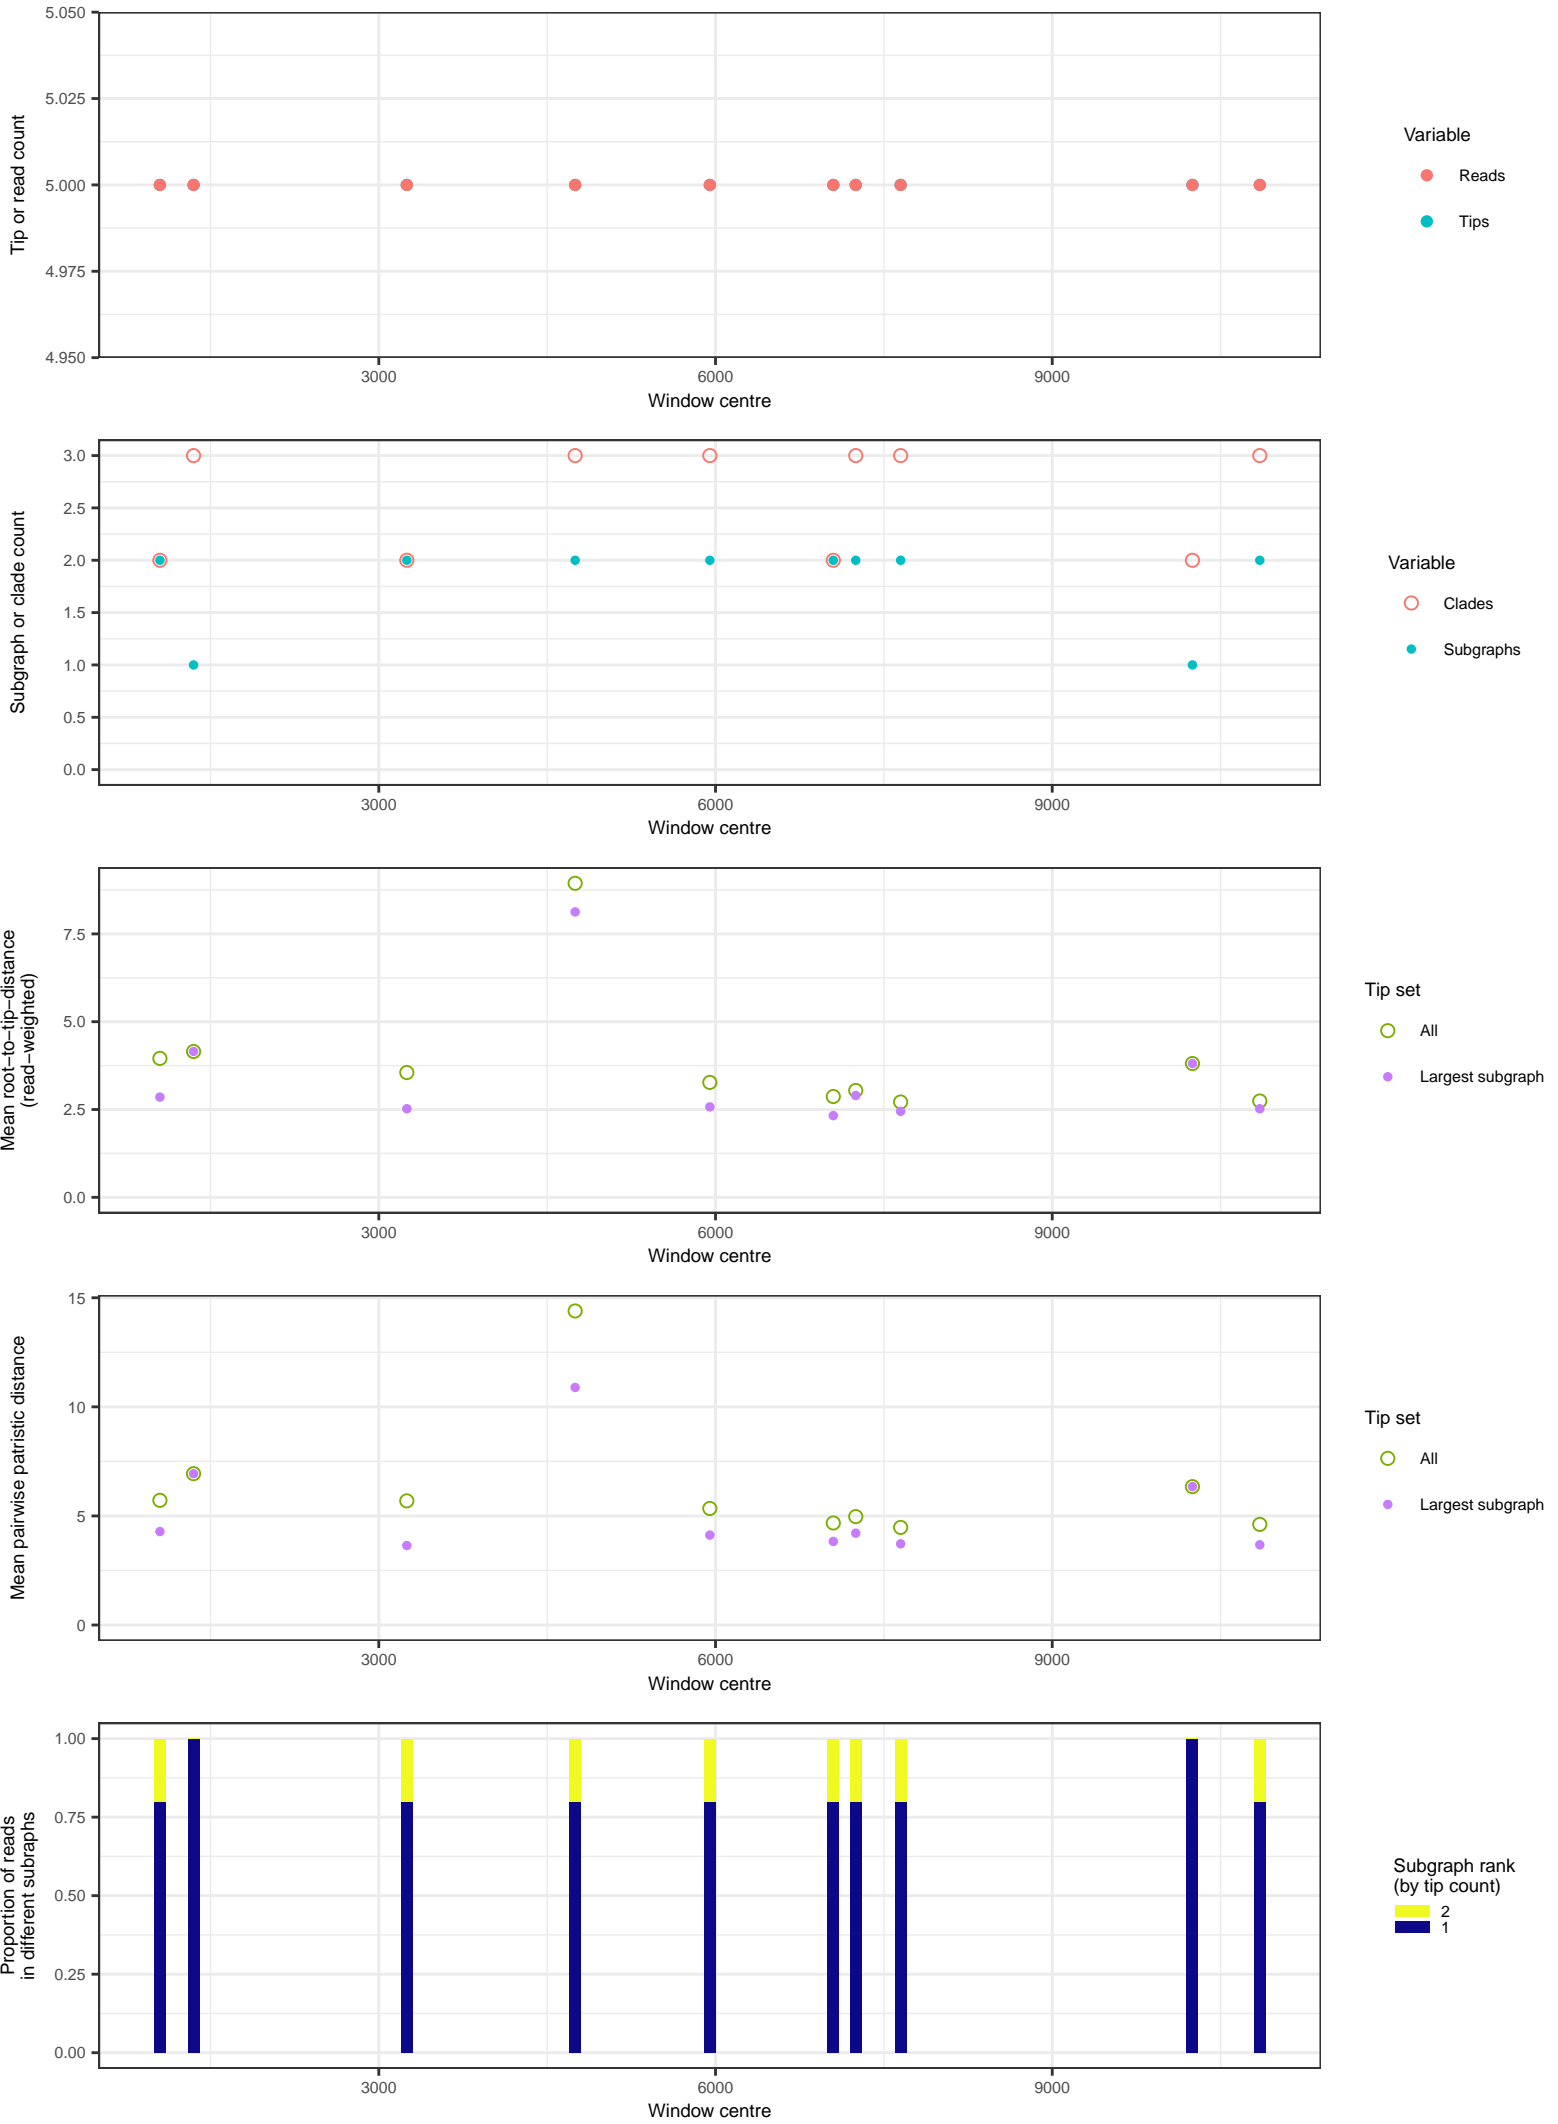 5.050
5.025
5.000
4.975
4.950
Tip or read count
3000
6000
9000
Window centre
Variable
Reads
Tips
3.0
2.5
2.0
1.5
1.0
0.5
0.0
Subgraph or clade count
3000
6000
9000
Window centre
Variable
Clades
Subgraphs
7.5
5.0
2.5
0.0
Mean root−to−tip−distance
(read−weighted)
3000
6000
9000
Window centre
Tip set
All
Largest subgraph
15
10
5
0
Mean pairwise patristic distance
3000
6000
9000
Window centre
Tip set
All
Largest subgraph
1.00
0.75
0.50
0.25
0.00
Proportion of reads
in different subraphs
3000
6000
9000
Window centre
Subgraph rank
(by tip count)
2
1